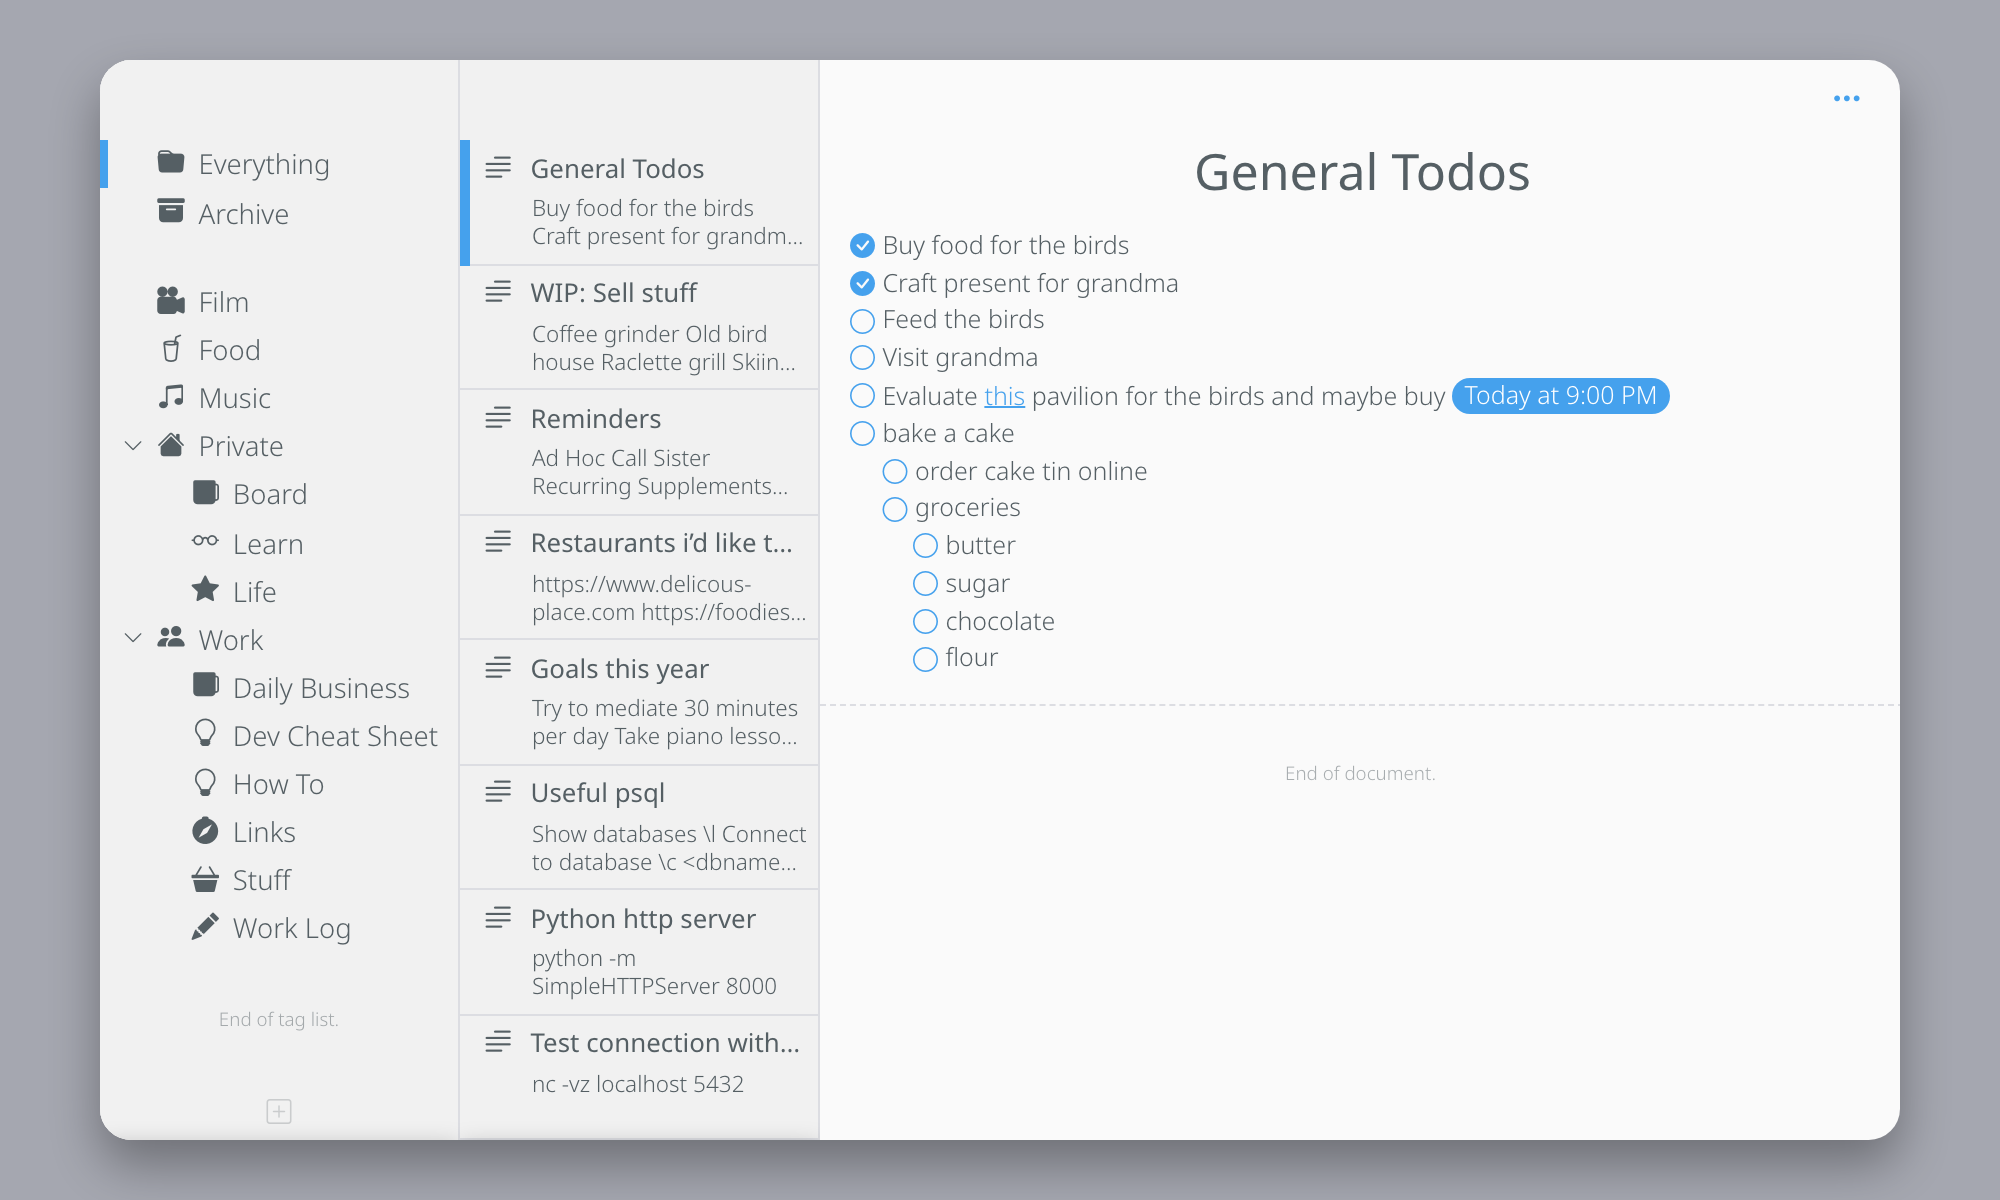 Everything
Archive
Film
Food
Music
Private
Board
Learn
Life
Work
Daily Business
Dev Cheat Sheet
How To
Links
Stuff
Work Log
End of tag list.
General Todos
Buy food for the birds
Craft present for grandm...
WIP: Sell stuff
Coffee grinder Old bird
house Raclette grill Skiin...
Reminders
Ad Hoc Call Sister
Recurring Supplements...
Restaurants i’d like t...
https://www.delicous-
place.com https://foodies...
Goals this year
Try to mediate 30 minutes
per day Take piano lesso...
Useful psql
Show databases \l Connect
to database \c <dbname...
Python http server
python -m
SimpleHTTPServer 8000
Test connection with...
nc -vz localhost 5432
General Todos
Buy food for the birds
Craft present for grandma
Feed the birds
Visit grandma
Evaluate this pavilion for the birds and maybe buy Today at 9:00 PM
bake a cake
order cake tin online
groceries
butter
sugar
chocolate
flour
End of document.